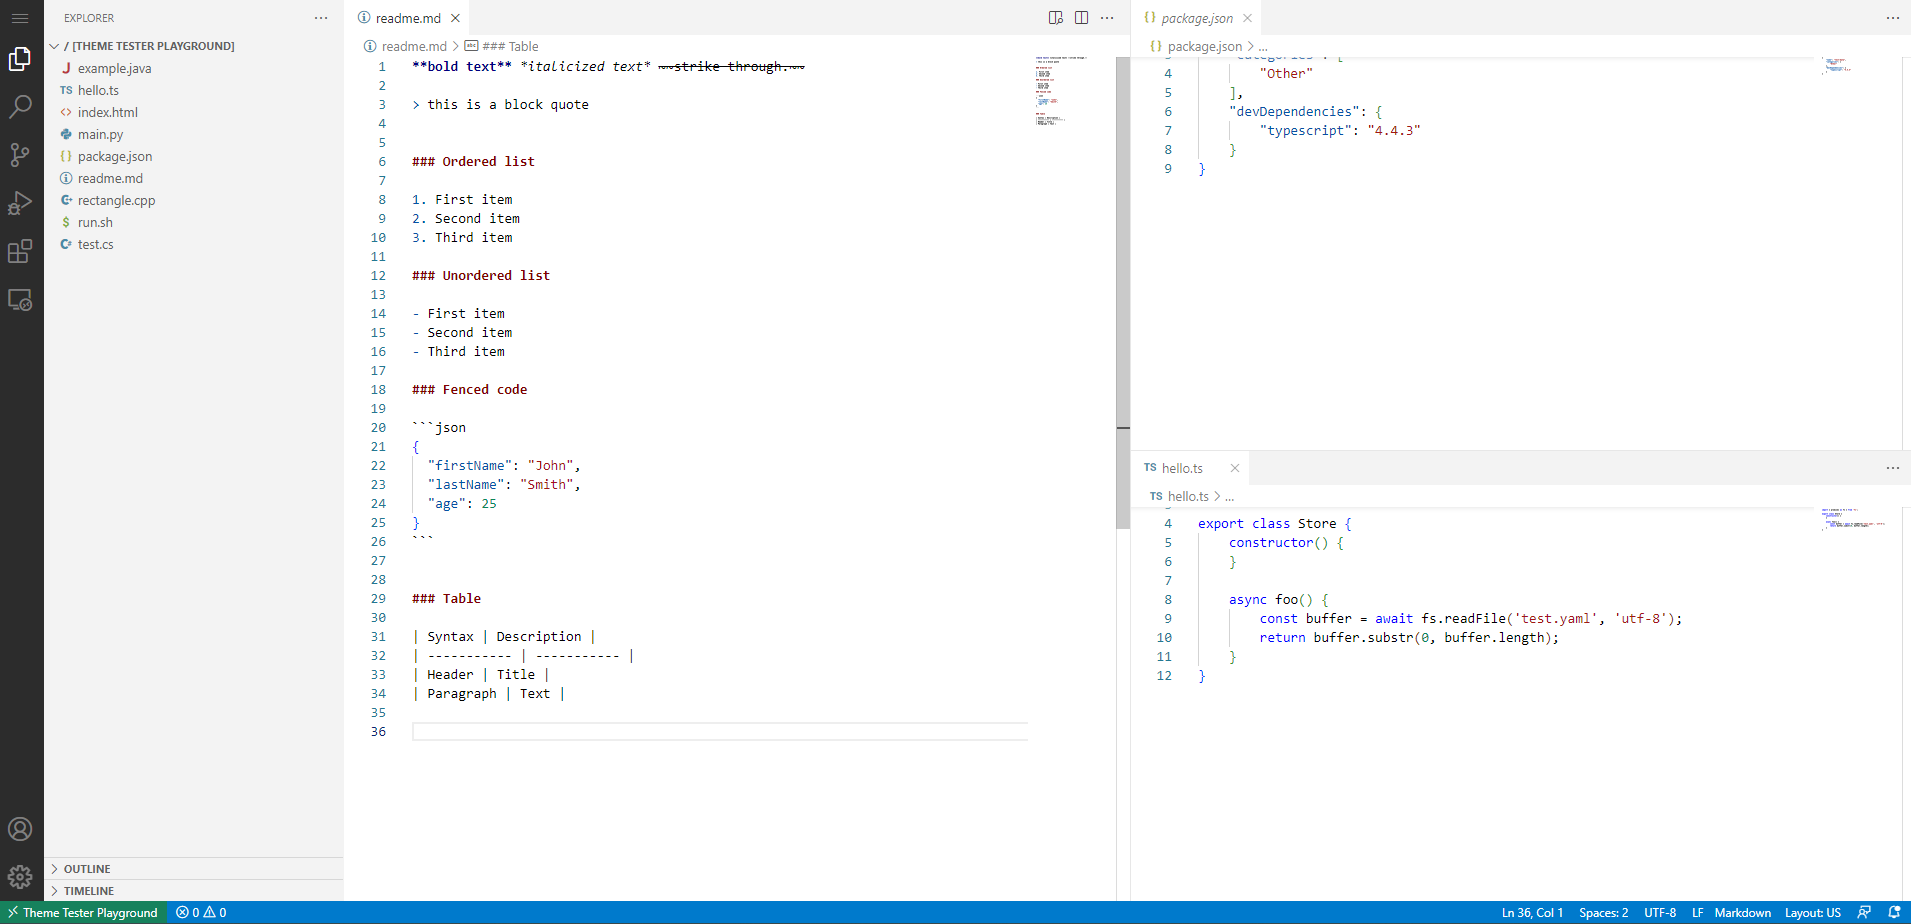 EXPLORER
/ [THEME TESTER PLAYGROUND]
J example.java
TS hello.ts
<> index.html
main.py
{} package.json
readme.md
C+ rectangle.cpp
$ run.sh
C# test.cs
OUTLINE
TIMELINE
readme.md
readme.md > abc ### Table
1 **bold text** *italicized text* ~~strike through.~~
2
3 > this is a block quote
4
5
6 ### Ordered list
7
8 1. First item
9 2. Second item
10 3. Third item
11
12 ### Unordered list
13
14 - First item
15 - Second item
16 - Third item
17
18 ### Fenced code
19
20 ```json
21 {
22 "firstName": "John",
23 "lastName": "Smith",
24 "age": 25
25 }
26 ```
27
28
29 ### Table
30
31 | Syntax | Description |
32 | ----------- | ----------- |
33 | Header | Title |
34 | Paragraph | Text |
35
36
{} package.json
{} package.json > ...
3 "categories": [
4 "Other"
5 ],
6 "devDependencies": {
7 "typescript": "4.4.3"
8 }
9 }
TS hello.ts
TS hello.ts > ...
4 export class Store {
5 constructor() {
6 }
7
8 async foo() {
9 const buffer = await fs.readFile('test.yaml', 'utf-8');
10 return buffer.substr(0, buffer.length);
11 }
12 }
Theme Tester Playground 0 0
Ln 36, Col 1 Spaces: 2 UTF-8 LF Markdown Layout: US